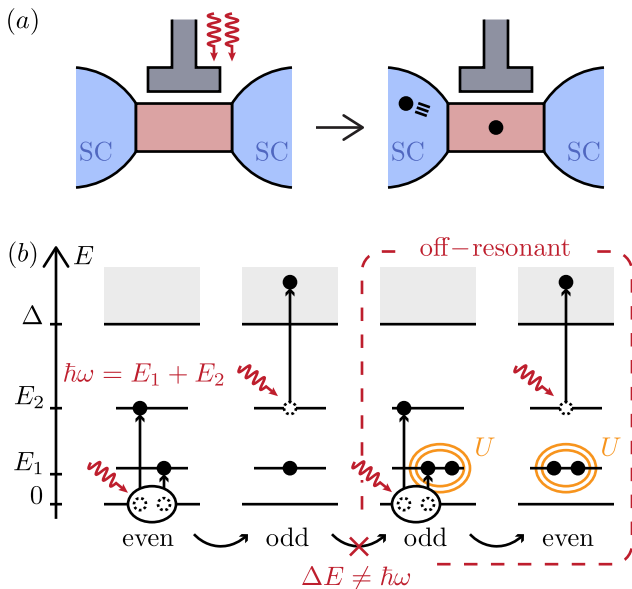 (a)
SC SC SC SC
(b) E off−resonant
Δ
ħω = E₁ + E₂
E₂
E₁ U U
0
even odd odd even
ΔE ≠ ħω